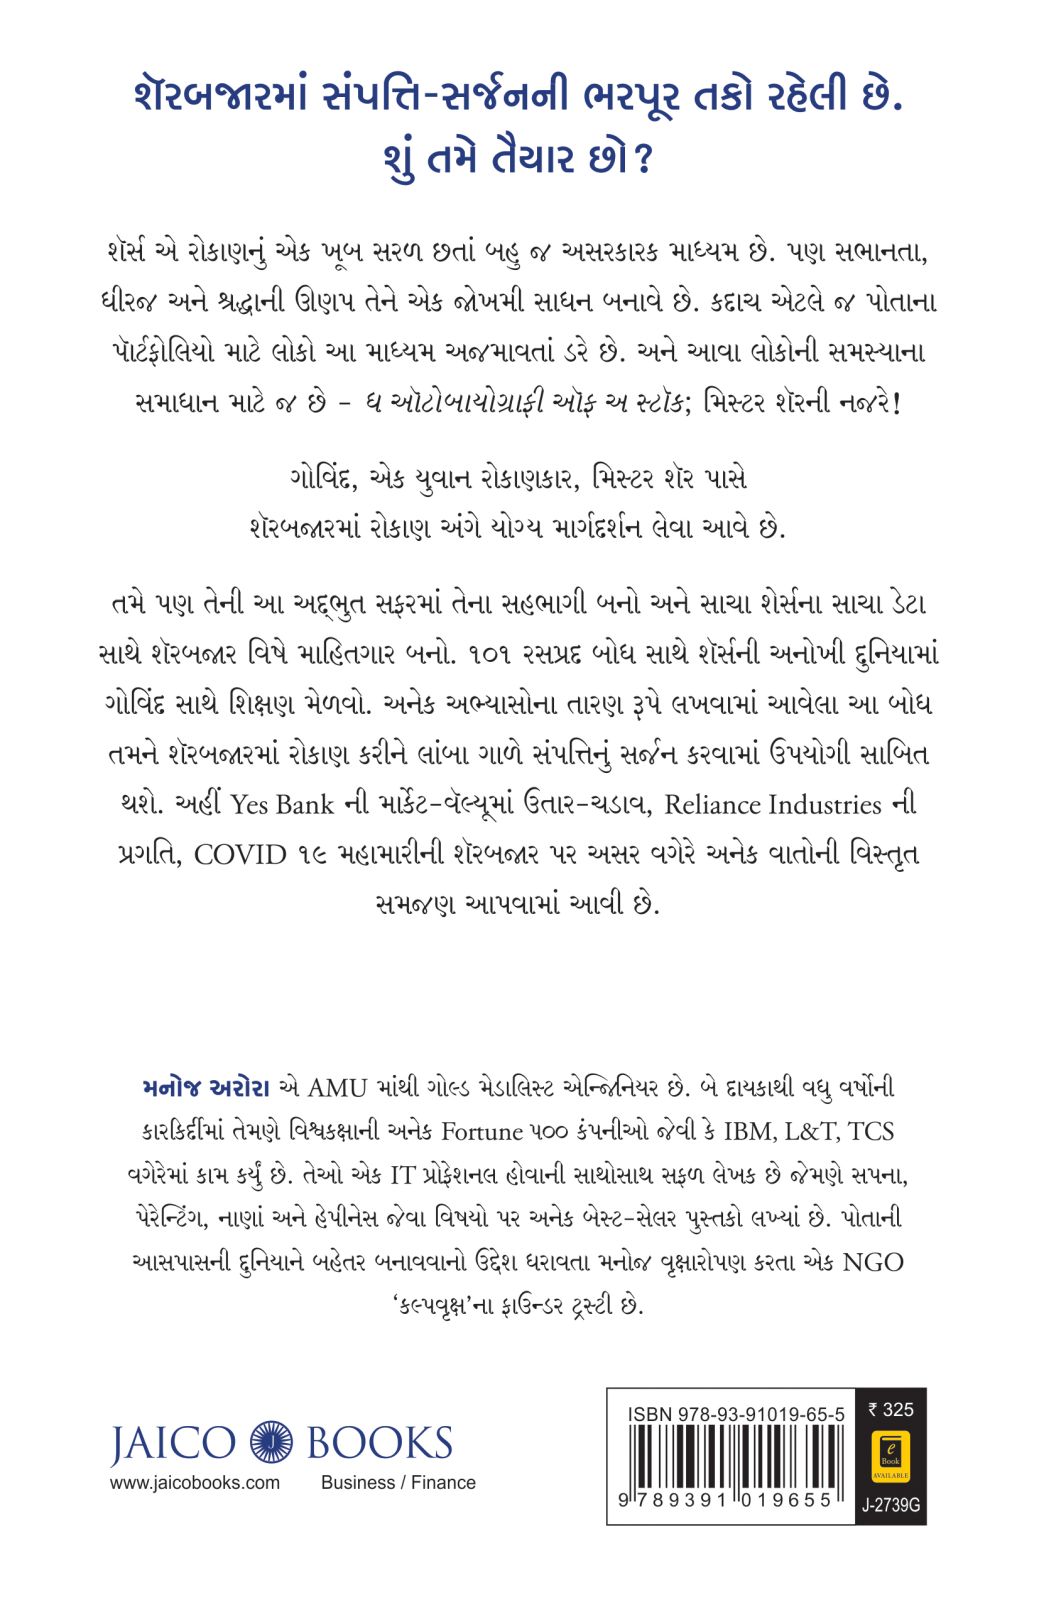 શૅરબજારમાં સંપત્તિ-સર્જનની ભરપૂર તકો રહેલી છે.
શું તમે તૈયાર છો?
શૅર્સ એ રોકાણનું એક ખૂબ સરળ છતાં બહુ જ અસરકારક માધ્યમ છે. પણ સભાનતા,
ધીરજ અને શ્રદ્ધાની ઊણપ તેને એક જોખમી સાધન બનાવે છે. કદાચ એટલે જ પોતાના
પૉર્ટફોલિયો માટે લોકો આ માધ્યમ અજમાવતાં ડરે છે. અને આવા લોકોની સમસ્યાના
સમાધાન માટે જ છે – ધ ઑટોબાયોગ્રાફી ઑફ અ સ્ટૉક; મિસ્ટર શૅરની નજરે!
ગોવિંદ, એક યુવાન રોકાણકાર, મિસ્ટર શૅર પાસે
શૅરબજારમાં રોકાણ અંગે યોગ્ય માર્ગદર્શન લેવા આવે છે.
તમે પણ તેની આ અદ્‌ભુત સફરમાં તેના સહભાગી બનો અને સાચા શેર્સના સાચા ડેટા
સાથે શૅરબજાર વિષે માહિતગાર બનો. ૧૦૧ રસપ્રદ બોધ સાથે શૅર્સની અનોખી દુનિયામાં
ગોવિંદ સાથે શિક્ષણ મેળવો. અનેક અભ્યાસોના તારણ રૂપે લખવામાં આવેલા આ બોધ
તમને શૅરબજારમાં રોકાણ કરીને લાંબા ગાળે સંપત્તિનું સર્જન કરવામાં ઉપયોગી સાબિત
થશે. અહીં Yes Bank ની માર્કેટ-વૅલ્યૂમાં ઉતાર-ચડાવ, Reliance Industries ની
પ્રગતિ, COVID ૧૯ મહામારીની શૅરબજાર પર અસર વગેરે અનેક વાતોની વિસ્તૃત
સમજણ આપવામાં આવી છે.
મનોજ અરોરા એ AMU માંથી ગોલ્ડ મેડાલિસ્ટ એન્જિનિયર છે. બે દાયકાથી વધુ વર્ષોની
કારકિર્દીમાં તેમણે વિશ્વકક્ષાની અનેક Fortune ૫૦૦ કંપનીઓ જેવી કે IBM, L&T, TCS
વગેરેમાં કામ કર્યું છે. તેઓ એક IT પ્રોફેશનલ હોવાની સાથોસાથ સફળ લેખક છે જેમણે સપના,
પેરેન્ટિંગ, નાણાં અને હેપીનેસ જેવા વિષયો પર અનેક બેસ્ટ-સેલર પુસ્તકો લખ્યાં છે. પોતાની
આસપાસની દુનિયાને બહેતર બનાવવાનો ઉદ્દેશ ધરાવતા મનોજ વૃક્ષારોપણ કરતા એક NGO
‘કલ્પવૃક્ષ’ના ફાઉન્ડર ટ્રસ્ટી છે.
JAICO J BOOKS
www.jaicobooks.com Business / Finance
ISBN 978-93-91019-65-5
9 789391 019655
₹ 325
e
Book
AVAILABLE
J-2739G